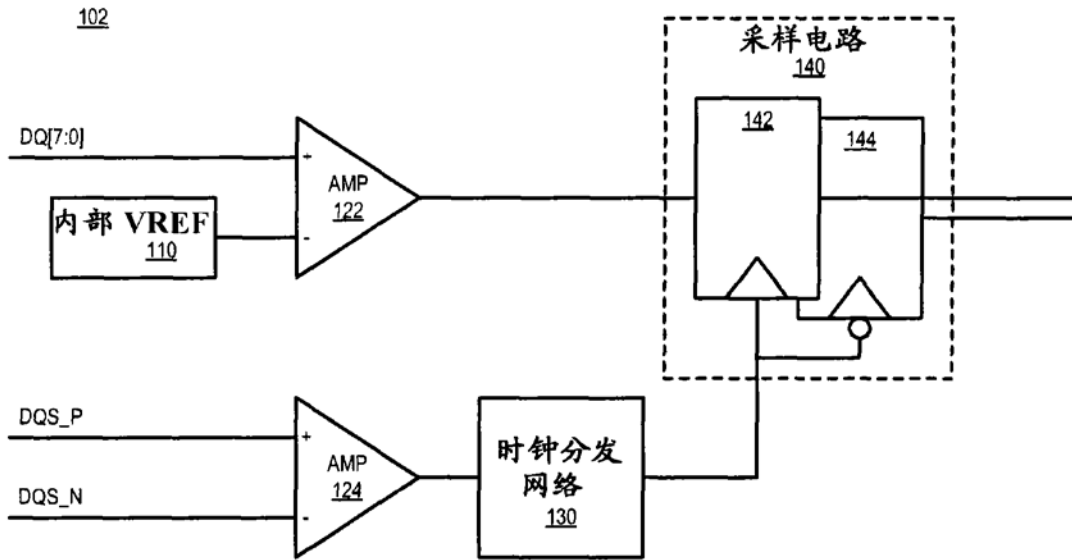 102
采样电路
140
142
144
DQ[7:0]
+
AMP
122
-
内部 VREF
110
DQS_P
+
AMP
124
DQS_N
-
时钟分发
网络
130